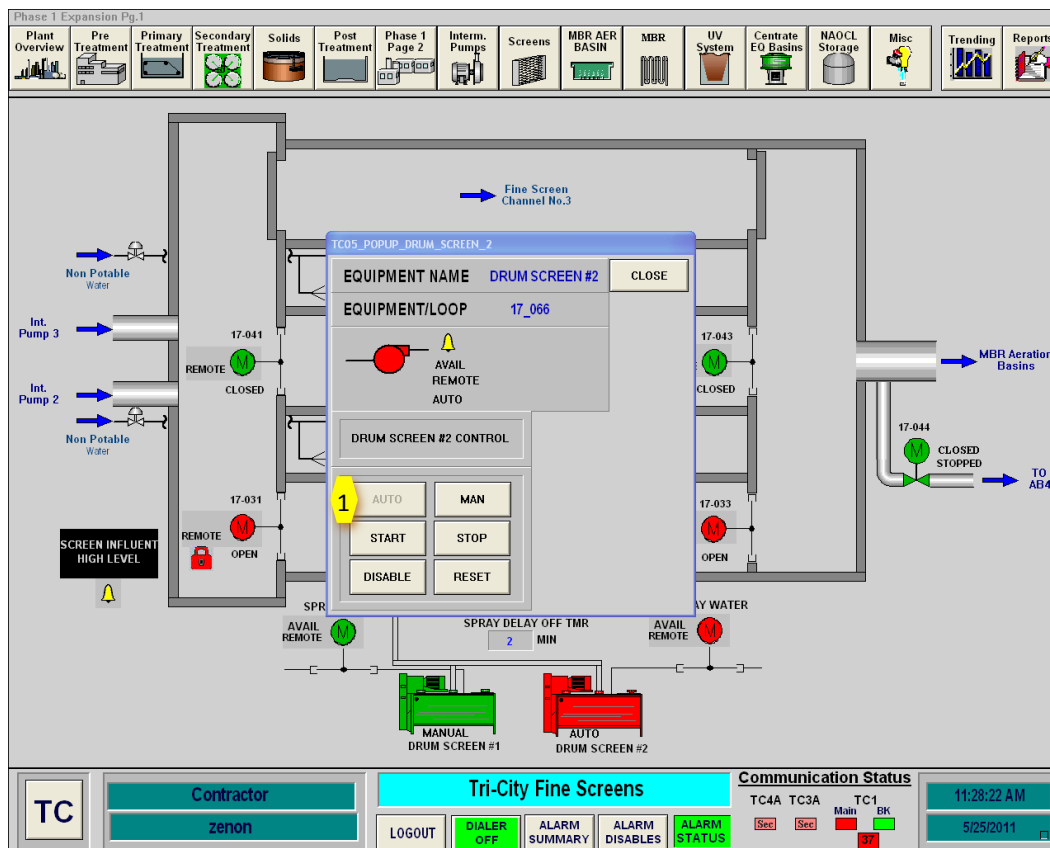 Phase 1 Expansion Pg.1
Plant
Overview
Pre
Treatment
Primary
Treatment
Secondary
Treatment
Solids
Post
Treatment
Phase 1
Page 2
Interm.
Pumps
Screens
MBR AER
BASIN
MBR
UV
System
Centrate
EQ Basins
NAOCL
Storage
Misc
Trending
Reports
Fine Screen
Channel No.3
Non Potable
Water
Int.
Pump 3
Int.
Pump 2
Non Potable
Water
17-041
REMOTE
M
CLOSED
17-031
REMOTE
M
OPEN
SCREEN INFLUENT
HIGH LEVEL
TC05_POPUP_DRUM_SCREEN_2
EQUIPMENT NAME DRUM SCREEN #2
CLOSE
EQUIPMENT/LOOP 17_066
AVAIL
REMOTE
AUTO
DRUM SCREEN #2 CONTROL
1
AUTO
MAN
START
STOP
DISABLE
RESET
17-043
M
CLOSED
17-033
M
OPEN
MBR Aeration
Basins
17-044
M
CLOSED
STOPPED
TO
AB4
SPR
AVAIL
REMOTE
M
SPRAY DELAY OFF TMR
2 MIN
AY WATER
AVAIL
REMOTE
M
MANUAL
DRUM SCREEN #1
AUTO
DRUM SCREEN #2
TC
Contractor
zenon
Tri-City Fine Screens
LOGOUT
DIALER
OFF
ALARM
SUMMARY
ALARM
DISABLES
ALARM
STATUS
Communication Status
TC4A TC3A TC1
Main BK
Sec Sec
37
11:28:22 AM
5/25/2011